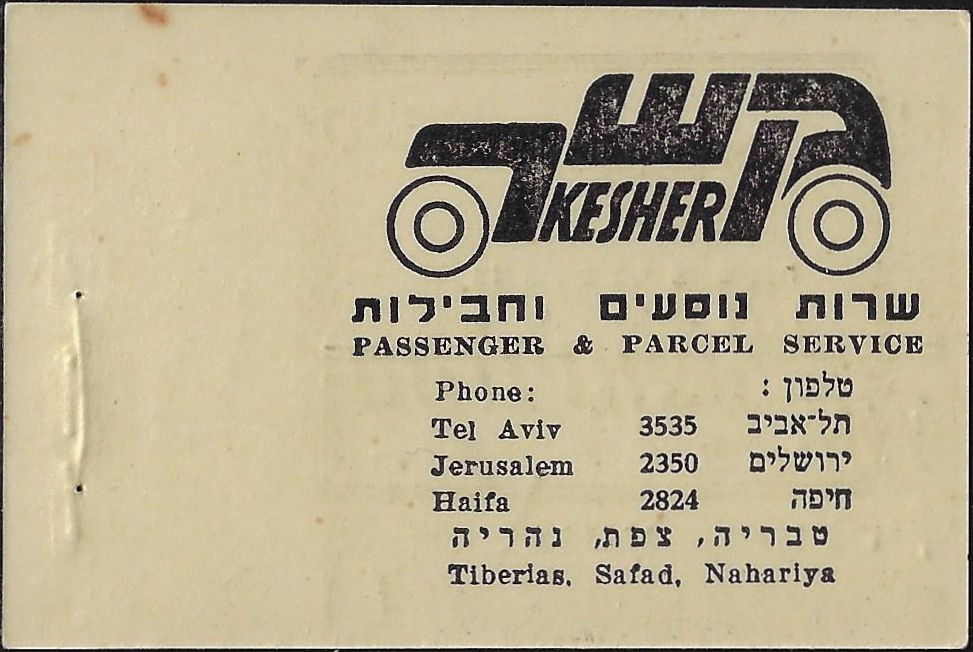 קשר
KESHER
שרות נוסעים וחבילות
PASSENGER & PARCEL SERVICE
Phone: טלפון:
Tel Aviv 3535 תל־אביב
Jerusalem 2350 ירושלים
Haifa 2824 חיפה
טבריה, צפת, נהריה
Tiberias, Safad, Nahariya